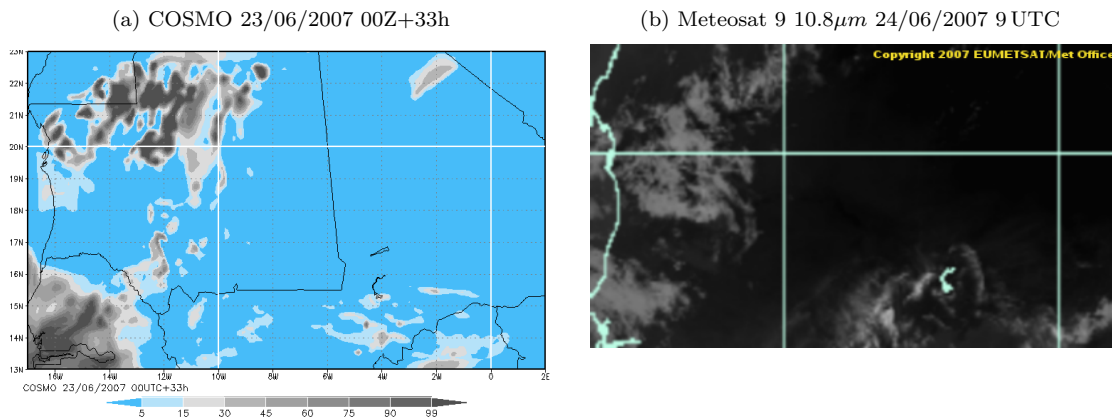 (a) COSMO 23/06/2007 00Z+33h
(b) Meteosat 9 10.8μm 24/06/2007 9 UTC
23N
22N
21N
20N
19N
18N
17N
16N
15N
14N
13N
16W 14W 12W 10W 8W 6W 4W 2W 0 2E
COSMO 23/06/2007 00UTC+33h
5 15 30 45 60 75 90 99
Copyright 2007 EUMETSAT/Met Office